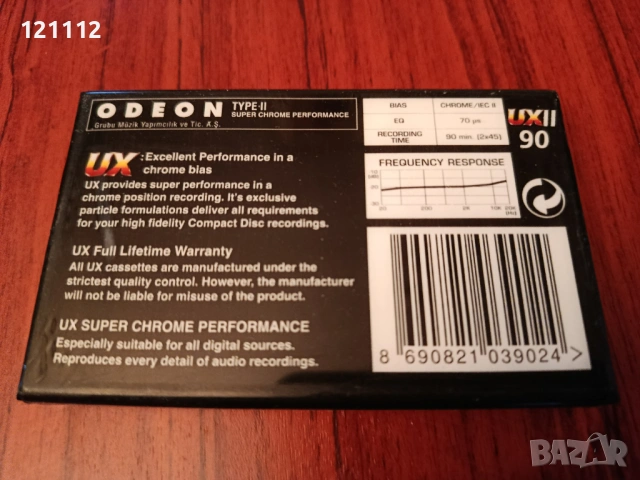 121112
ODEON
Grubu Müzik Yapımcılık ve Tic. A.Ş.
TYPE-II
SUPER CHROME PERFORMANCE
BIAS CHROME/IEC II
EQ 70 µs
RECORDING TIME 90 min. (2x45)
UXII
90
UX :Excellent Performance in a
chrome bias
UX provides super performance in a
chrome position recording. It's exclusive
particle formulations deliver all requirements
for your high fidelity Compact Disc recordings.
FREQUENCY RESPONSE
UX Full Lifetime Warranty
All UX cassettes are manufactured under the
strictest quality control. However, the manufacturer
will not be liable for misuse of the product.
UX SUPER CHROME PERFORMANCE
Especially suitable for all digital sources.
Reproduces every detail of audio recordings.
8 690821 039024 >
BAZAR